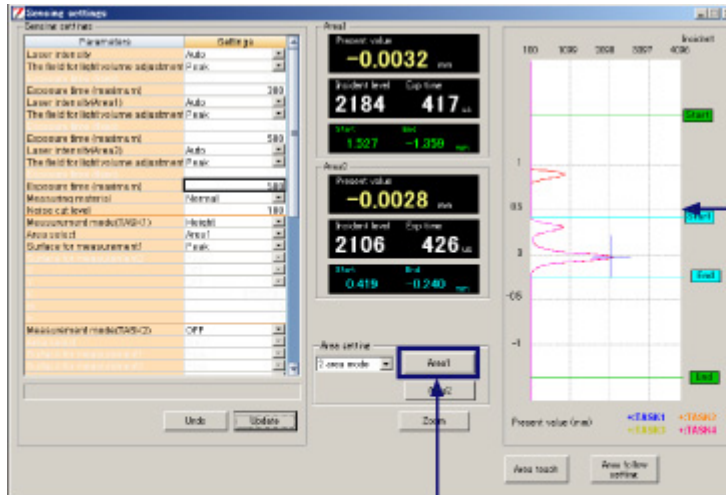 Sensing settings
Sensing settings
Parameters Settings
Laser intensity Auto
The field for light volume adjustment Peak
Exposure time (maximum) 300
Laser intensity(Area1) Auto
The field for light volume adjustment Peak
Exposure time (maximum) 500
Laser intensity(Area2) Auto
The field for light volume adjustment Peak
Exposure time (maximum) 500
Measuring material Normal
Noise cut level 100
Measurement mode(TASK1) Height
Area select Area1
Surface for measurement1 Peak
Measurement mode(TASK2) OFF
Undo Update
Area1
Present value
-0.0032 mm
Incident level Exp time
2184 417 us
Start End
1.527 -1.359 mm
Area2
Present value
-0.0028 mm
Incident level Exp time
2106 426 us
Start End
0.419 -0.240 mm
Area setting
2 area mode Area1
Zoom
Incident
100 1099 2098 3097 4096
Start
1
0.5
Start
0
End
-0.5
-1
End
Present value (mm) +:TASK1 +:TASK2
+:TASK3 +:TASK4
Area teach Area follow
setting